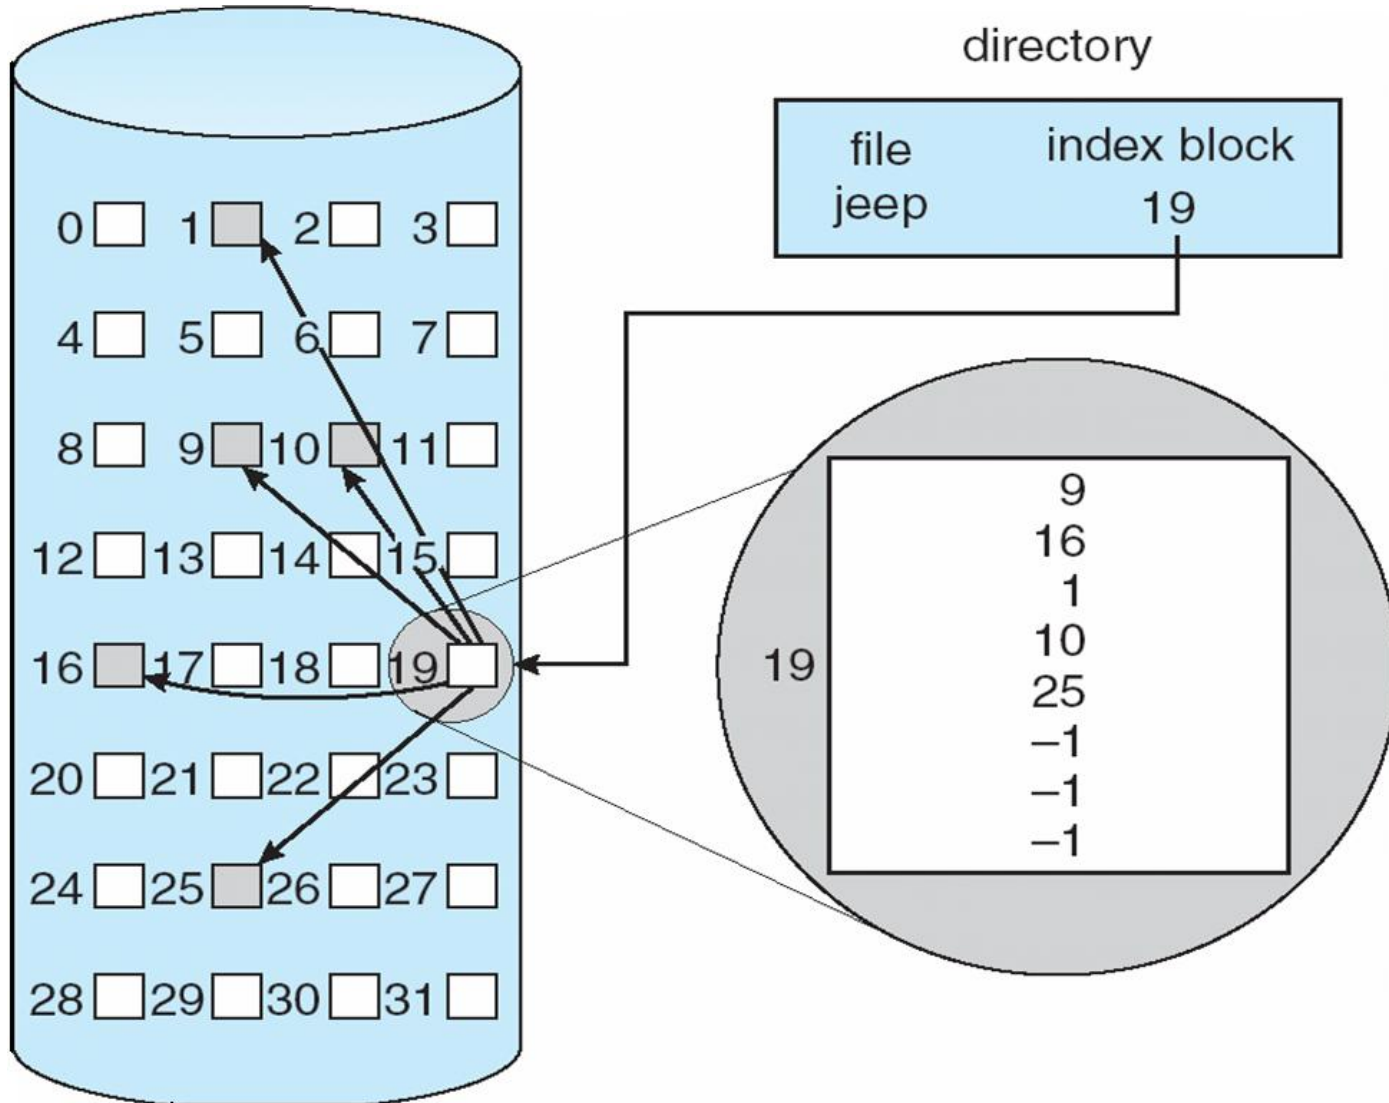 directory
file index block
jeep 19
0 1 2 3
4 5 6 7
8 9 10 11
12 13 14 15
16 17 18 19
20 21 22 23
24 25 26 27
28 29 30 31
9
16
1
10
19 25
–1
–1
–1